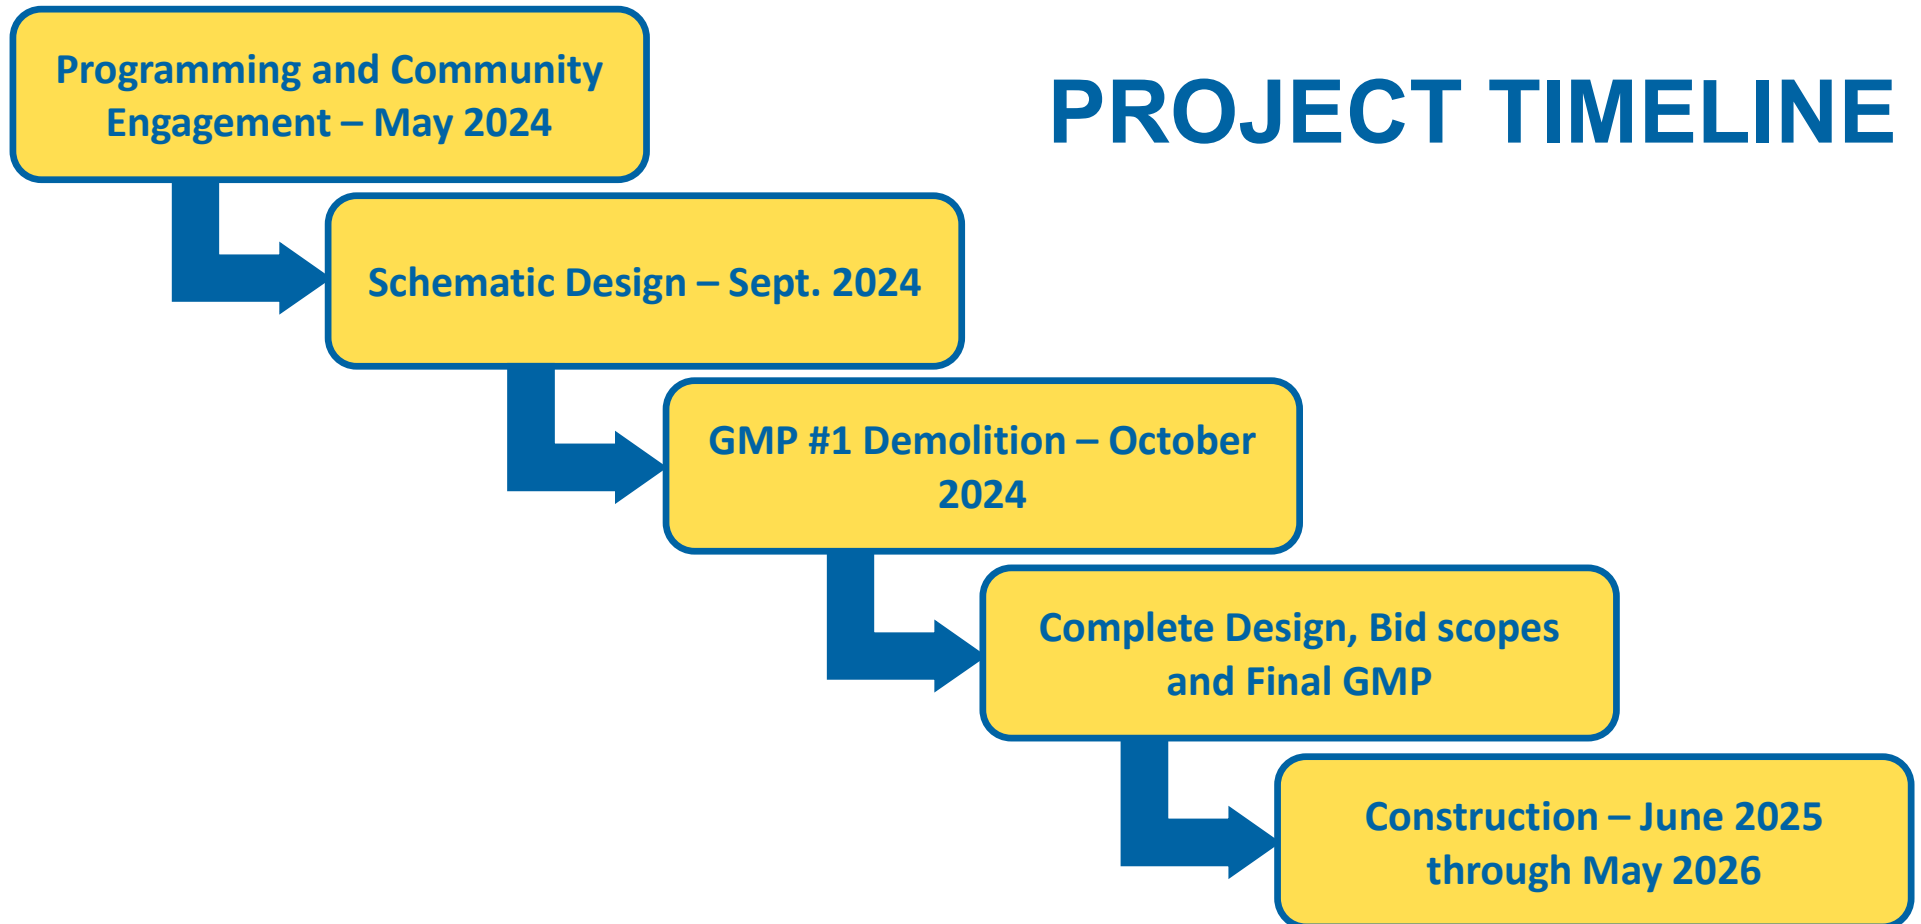 PROJECT TIMELINE
Programming and Community
Engagement – May 2024
Schematic Design – Sept. 2024
GMP #1 Demolition – October
2024
Complete Design, Bid scopes
and Final GMP
Construction – June 2025
through May 2026